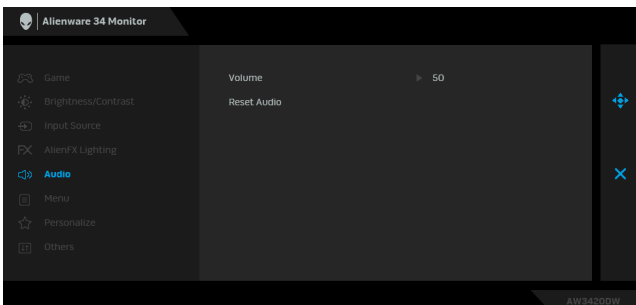 Alienware 34 Monitor
Game
Volume 50
Brightness/Contrast
Reset Audio
Input Source
FX AlienFX Lighting
Audio
Menu
Personalize
Others
AW3420DW